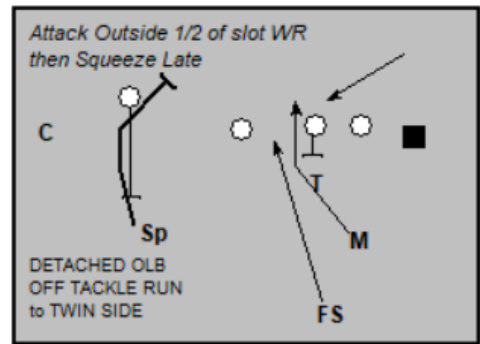 Attack Outside 1/2 of slot WR
then Squeeze Late
C
T
Sp
M
DETACHED OLB
OFF TACKLE RUN
to TWIN SIDE
FS